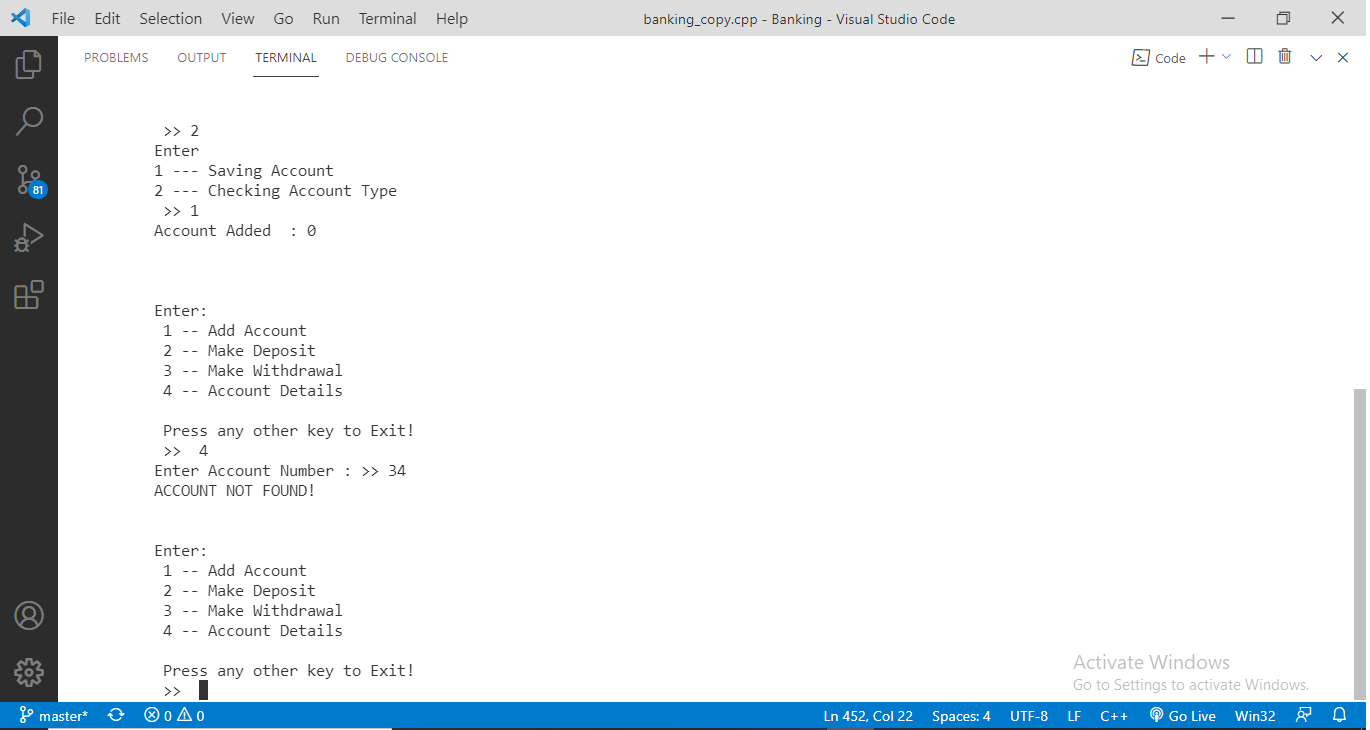 File Edit Selection View Go Run Terminal Help
banking_copy.cpp - Banking - Visual Studio Code
PROBLEMS OUTPUT TERMINAL DEBUG CONSOLE
Code
>> 2
Enter
1 --- Saving Account
2 --- Checking Account Type
>> 1
Account Added  : 0
Enter:
1 -- Add Account
2 -- Make Deposit
3 -- Make Withdrawal
4 -- Account Details
Press any other key to Exit!
>>  4
Enter Account Number : >> 34
ACCOUNT NOT FOUND!
Enter:
1 -- Add Account
2 -- Make Deposit
3 -- Make Withdrawal
4 -- Account Details
Press any other key to Exit!
>>
81
Activate Windows
Go to Settings to activate Windows.
master* 0 0 Ln 452, Col 22 Spaces: 4 UTF-8 LF C++ Go Live Win32